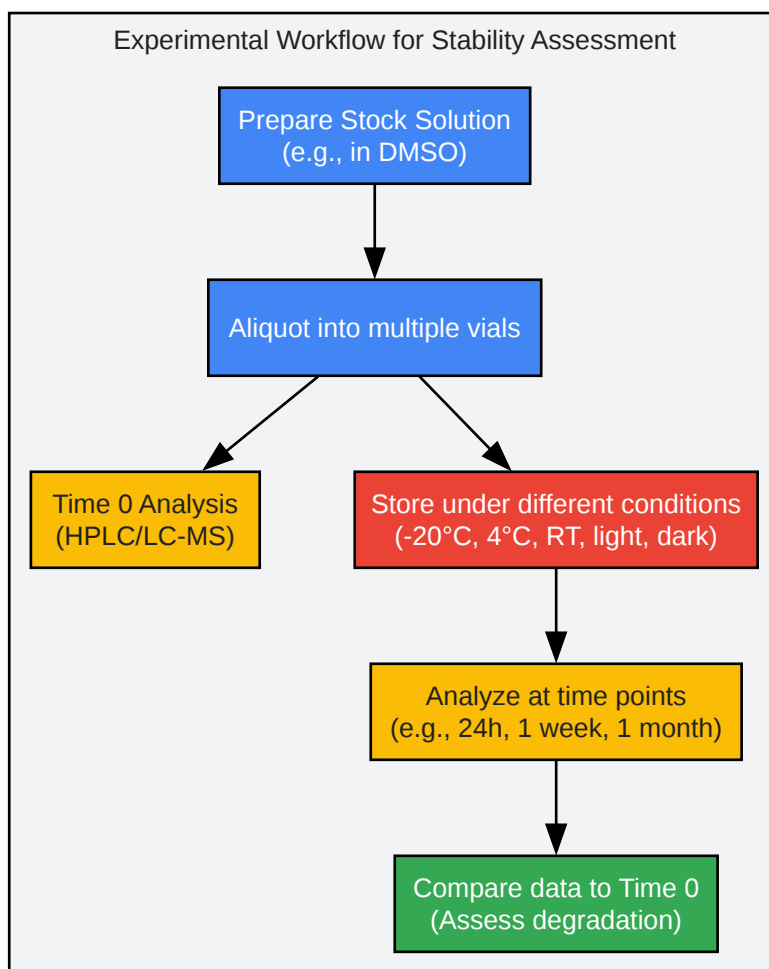 Experimental Workflow for Stability Assessment
Prepare Stock Solution
(e.g., in DMSO)
Aliquot into multiple vials
Time 0 Analysis
(HPLC/LC-MS)
Store under different conditions
(-20°C, 4°C, RT, light, dark)
Analyze at time points
(e.g., 24h, 1 week, 1 month)
Compare data to Time 0
(Assess degradation)